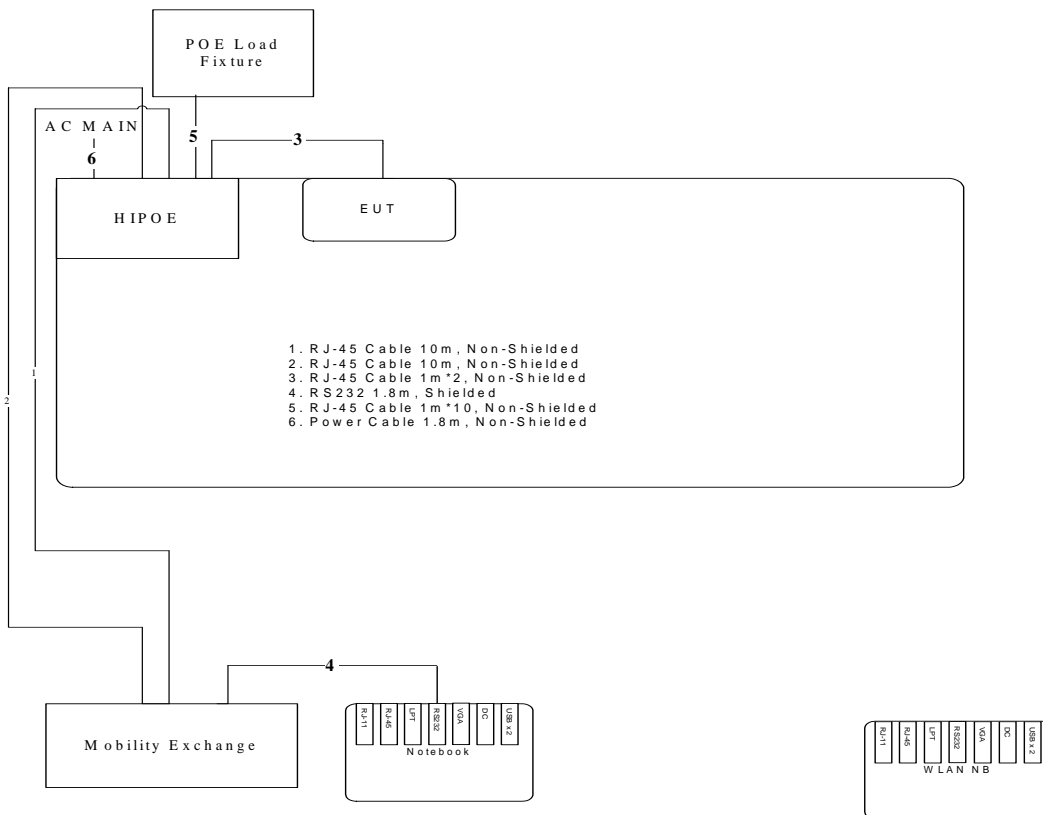 POE Load
Fixture
AC MAIN
5
3
6
HIPOE
EUT
1. RJ-45 Cable 10m, Non-Shielded
2. RJ-45 Cable 10m, Non-Shielded
3. RJ-45 Cable 1m*2, Non-Shielded
4. RS232 1.8m, Shielded
5. RJ-45 Cable 1m*10, Non-Shielded
6. Power Cable 1.8m, Non-Shielded
1
2
4
Mobility Exchange
RJ-11
RJ-45
LPT
RS232
VGA
DC
USB x 2
Notebook
RJ-11
RJ-45
LPT
RS232
VGA
DC
USB x 2
WLAN NB